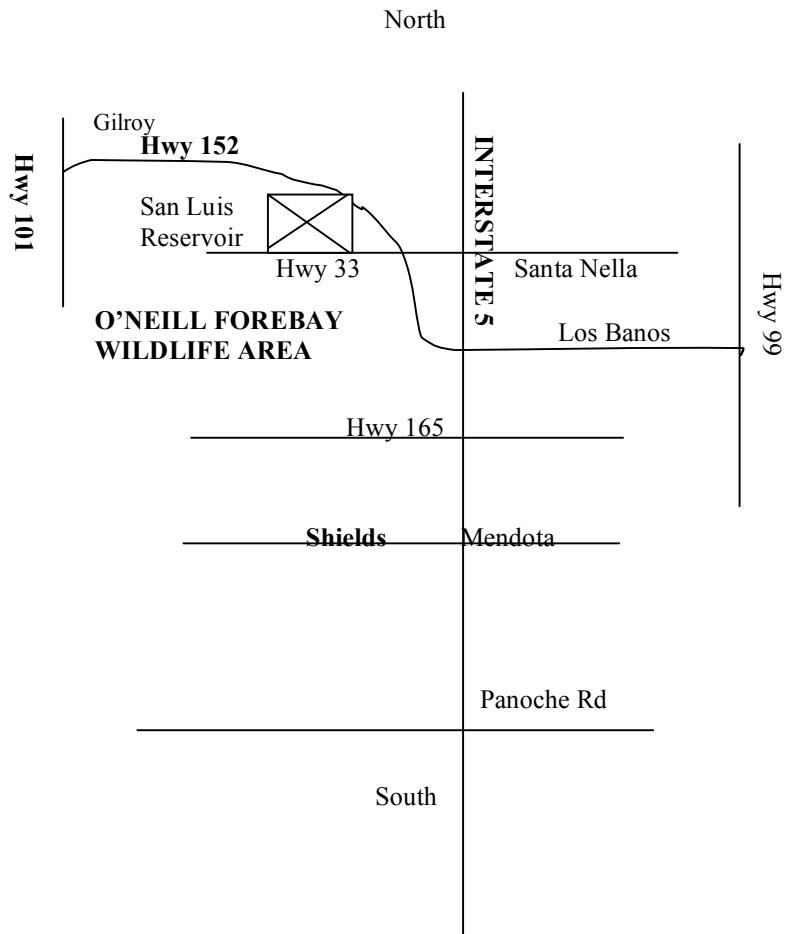 North
Gilroy
Hwy 152
Hwy 101
INTERSTATE 5
San Luis
Reservoir
Hwy 33
Santa Nella
Hwy 99
O’NEILL FOREBAY
WILDLIFE AREA
Los Banos
Hwy 165
Shields
Mendota
Panoche Rd
South